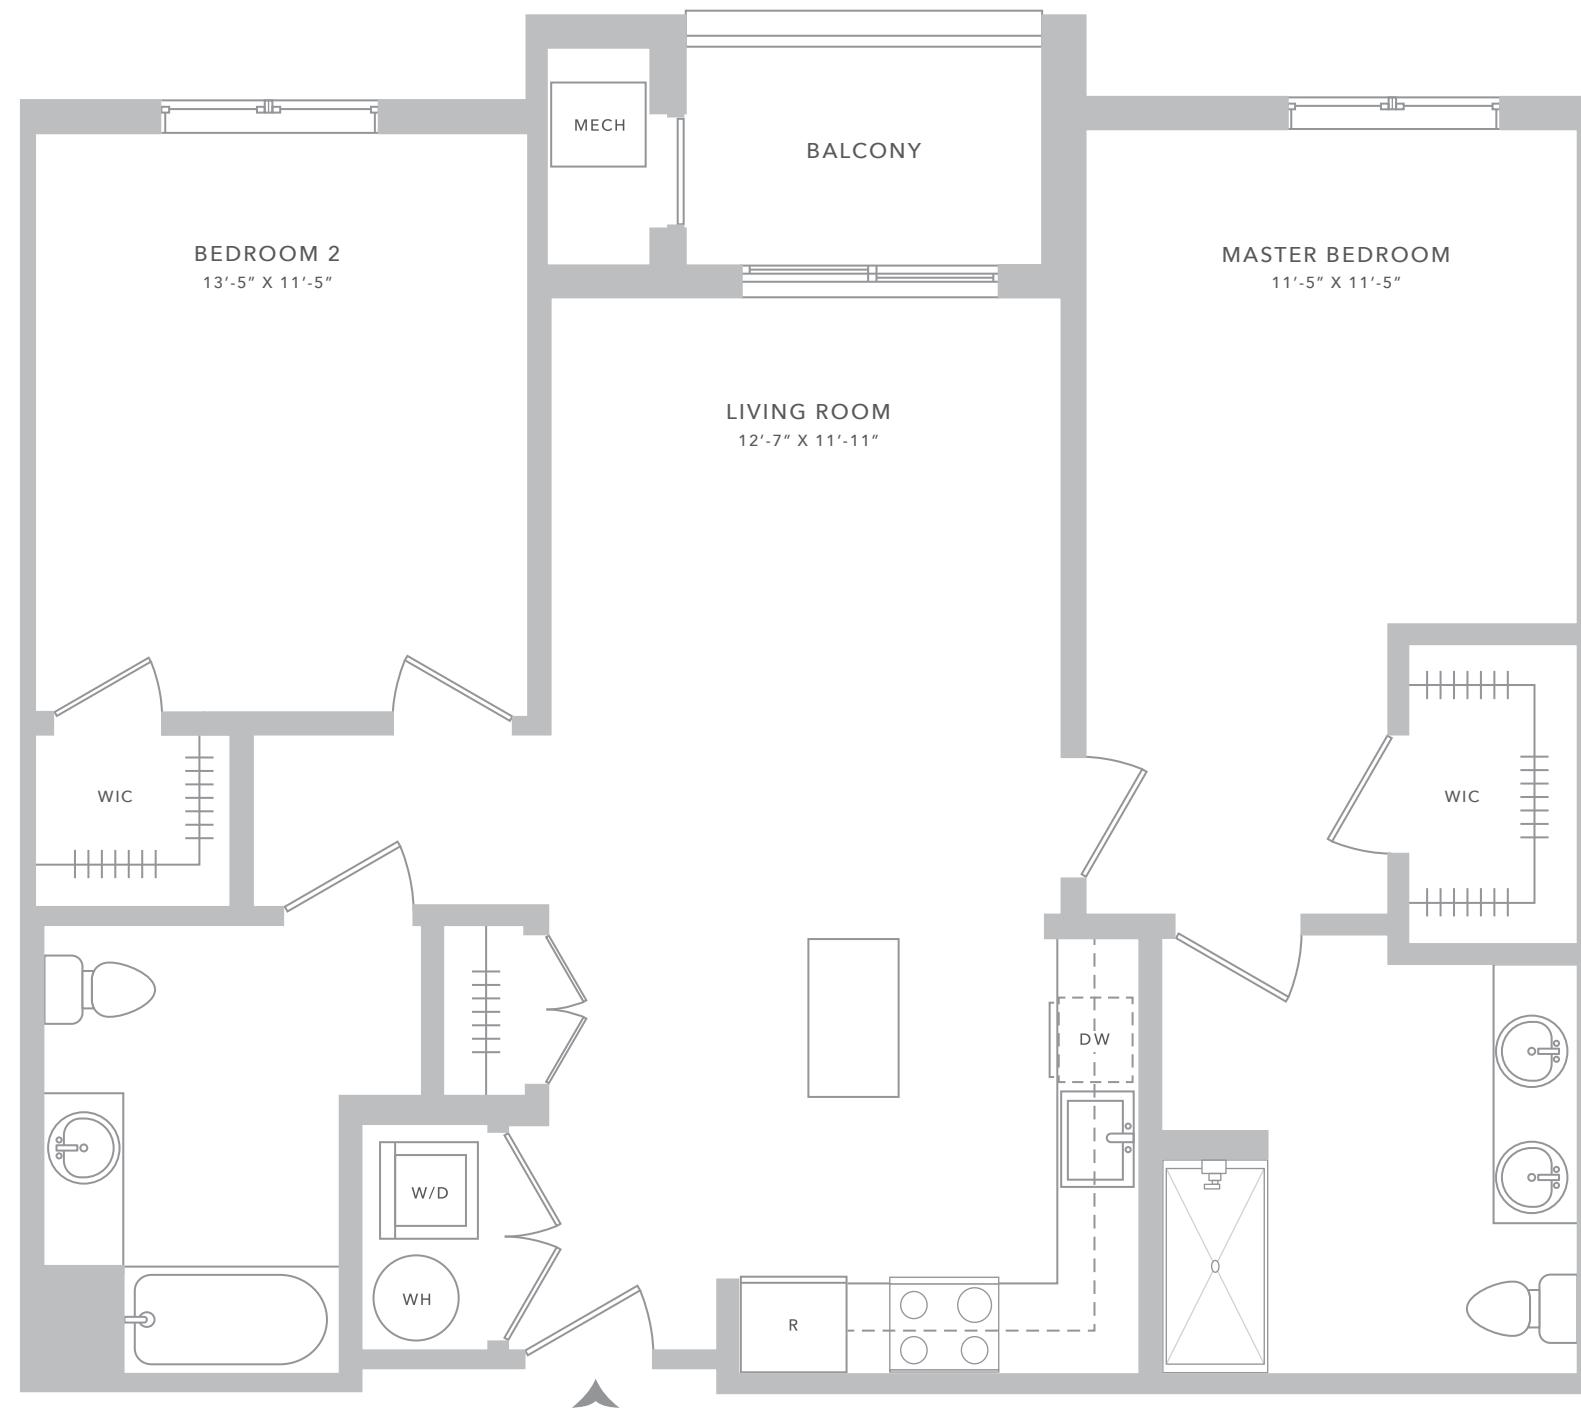 MECH
BALCONY
BEDROOM 2
13'-5" X 11'-5"
MASTER BEDROOM
11'-5" X 11'-5"
LIVING ROOM
12'-7" X 11'-11"
WIC
WIC
DW
W/D
WH
R